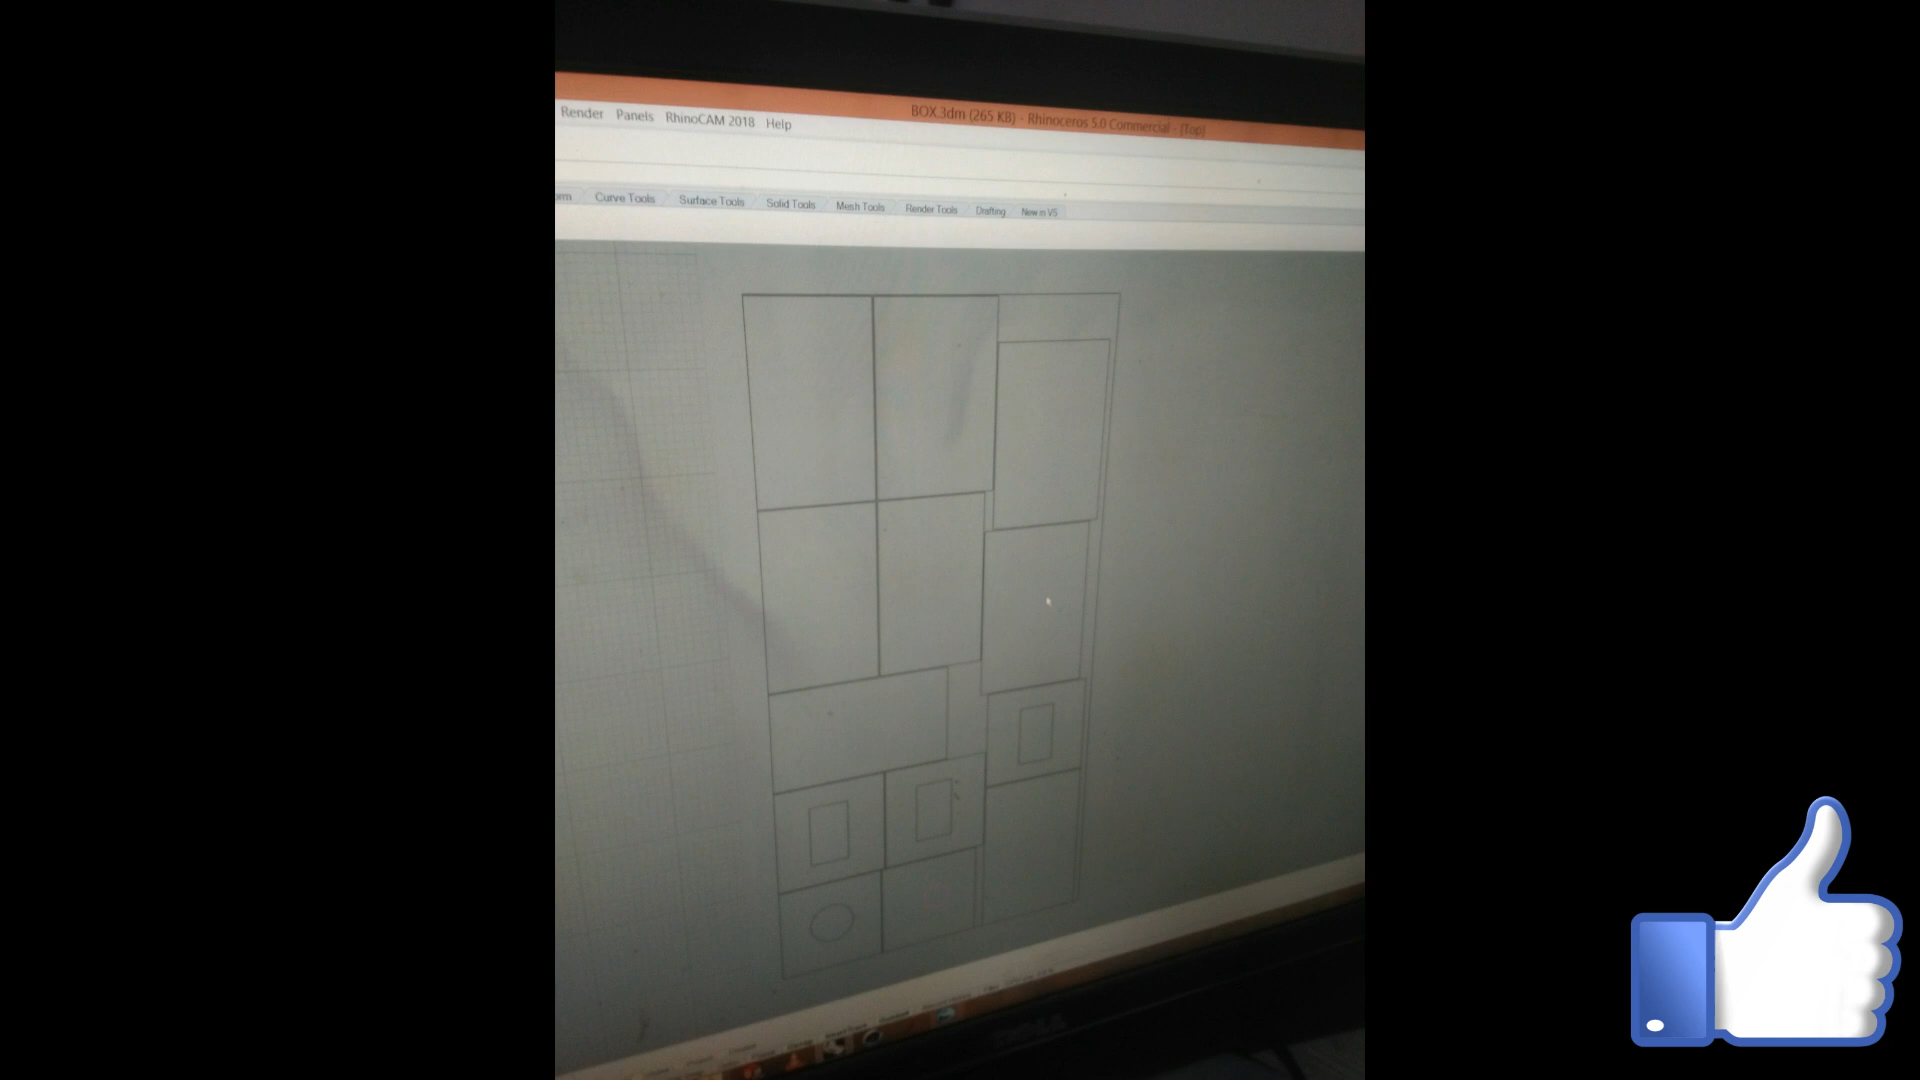 BOX.3dm (265 KB) - Rhinoceros 5.0 Commercial - [Top]
Render Panels RhinoCAM 2018 Help
Curve Tools Surface Tools Solid Tools Mesh Tools Render Tools Drafting New in V5